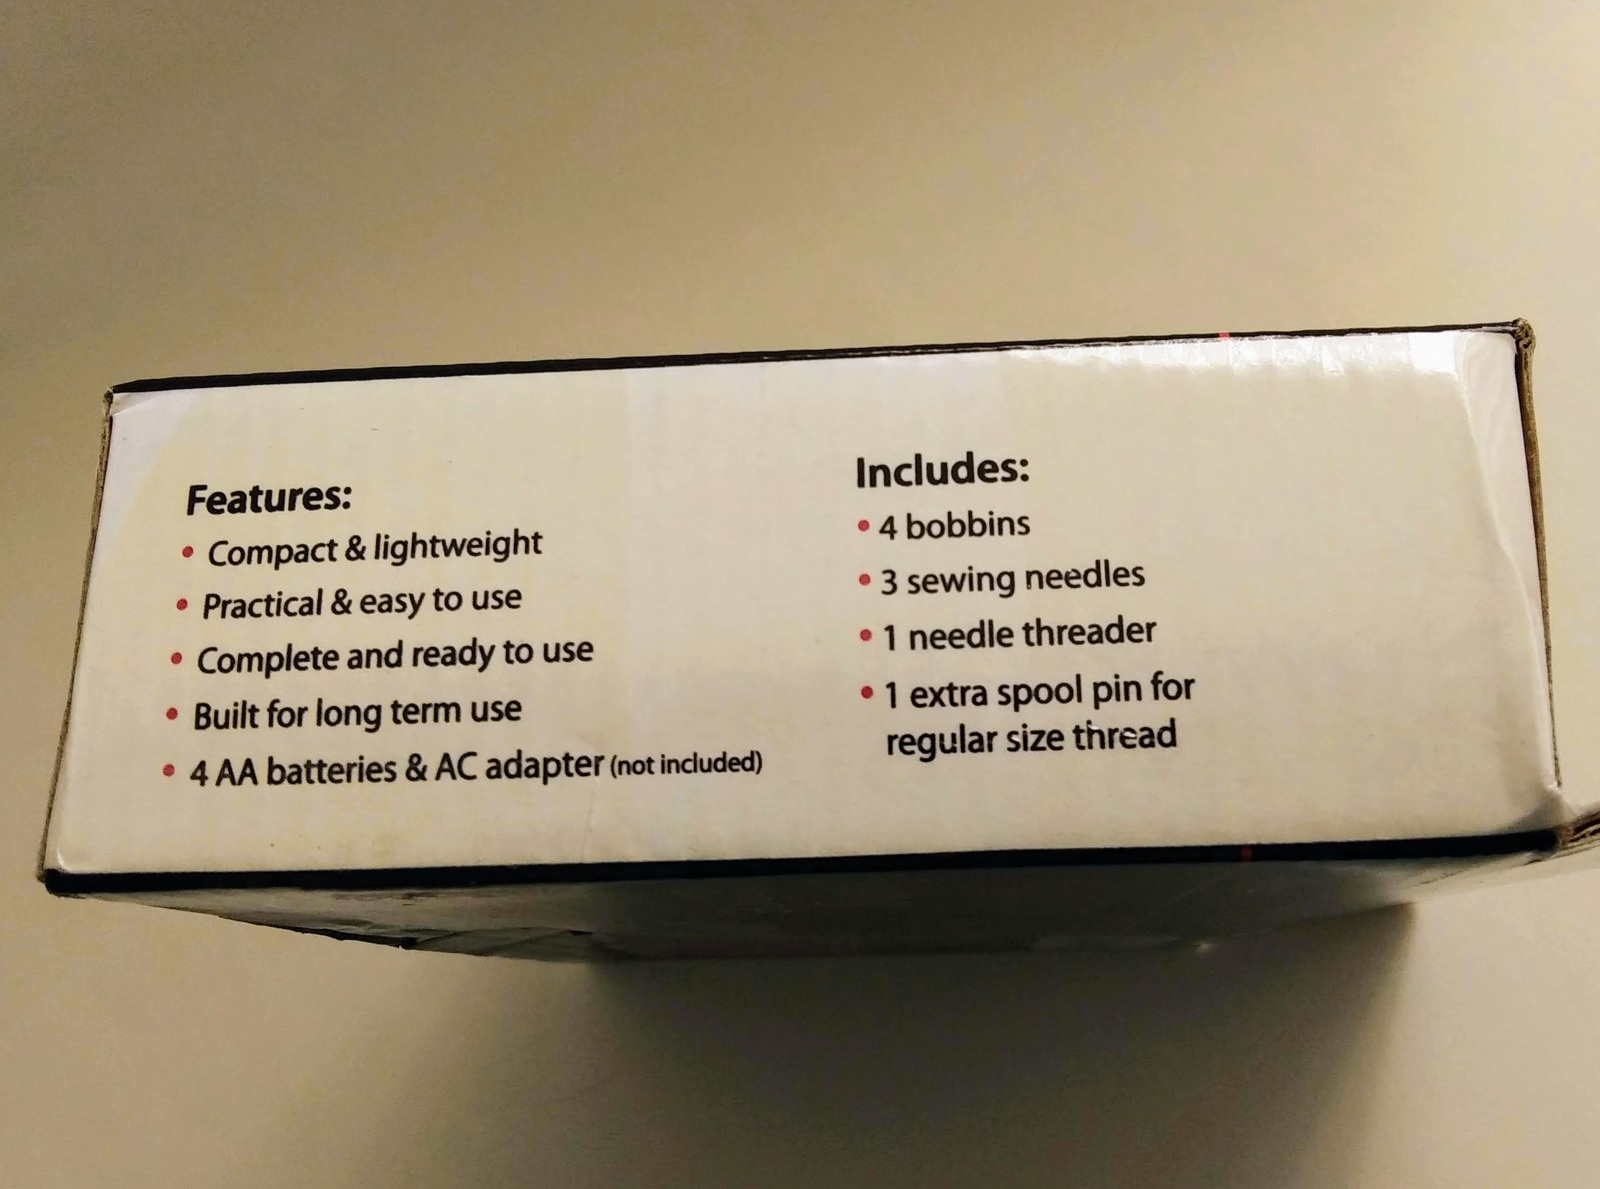 Features:
• Compact & lightweight
• Practical & easy to use
• Complete and ready to use
• Built for long term use
• 4 AA batteries & AC adapter (not included)
Includes:
• 4 bobbins
• 3 sewing needles
• 1 needle threader
• 1 extra spool pin for
regular size thread